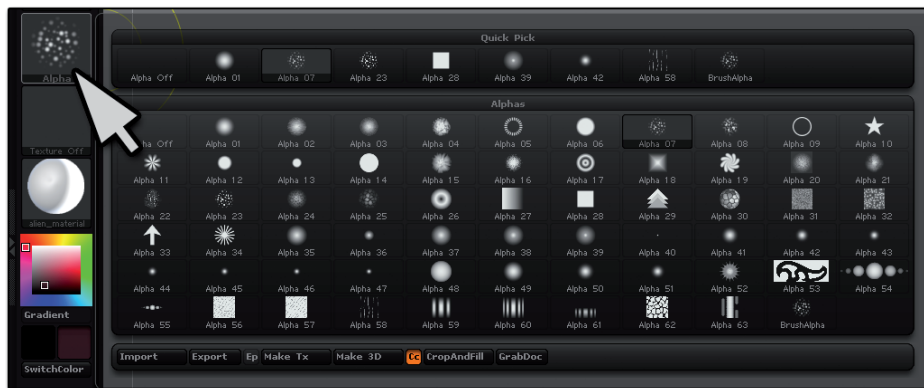 Quick Pick
Alpha Off Alpha 01 Alpha 07 Alpha 23 Alpha 28 Alpha 39 Alpha 42 Alpha 58 BrushAlpha
Alpha
Alphas
Off Alpha 01 Alpha 02 Alpha 03 Alpha 04 Alpha 05 Alpha 06 Alpha 07 Alpha 08 Alpha 09 Alpha 10
Texture Off
Alpha 11 Alpha 12 Alpha 13 Alpha 14 Alpha 15 Alpha 16 Alpha 17 Alpha 18 Alpha 19 Alpha 20 Alpha 21
Alpha 22 Alpha 23 Alpha 24 Alpha 25 Alpha 26 Alpha 27 Alpha 28 Alpha 29 Alpha 30 Alpha 31 Alpha 32
alien_material
Alpha 33 Alpha 34 Alpha 35 Alpha 36 Alpha 37 Alpha 38 Alpha 39 Alpha 40 Alpha 41 Alpha 42 Alpha 43
Alpha 44 Alpha 45 Alpha 46 Alpha 47 Alpha 48 Alpha 49 Alpha 50 Alpha 51 Alpha 52 Alpha 53 Alpha 54
Gradient
Alpha 55 Alpha 56 Alpha 57 Alpha 58 Alpha 59 Alpha 60 Alpha 61 Alpha 62 Alpha 63 BrushAlpha
Import Export Ep Make Tx Make 3D Cc CropAndFill GrabDoc
SwitchColor